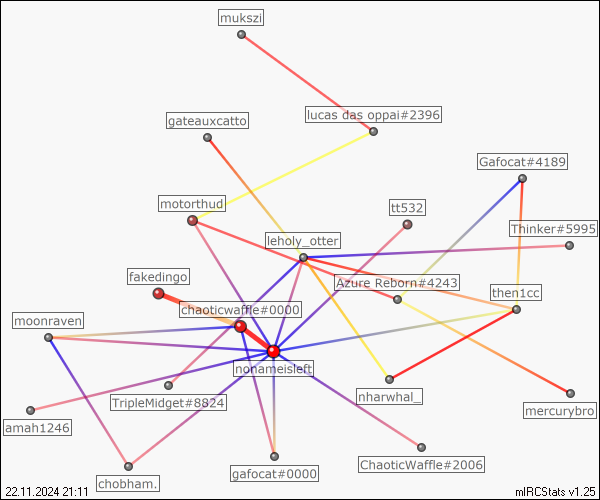 mukszi
lucas das oppai#2396
gateauxcatto
Gafocat#4189
motorthud
tt532
Thinker#5995
leholy_otter
fakedingo
Azure Reborn#4243
then1cc
chaoticwaffle#0000
moonraven
nonameisleft
nharwhal_
TripleMidget#8824
mercurybro
amah1246
ChaoticWaffle#2006
gafocat#0000
chobham.
22.11.2024 21:11
mIRCStats v1.25